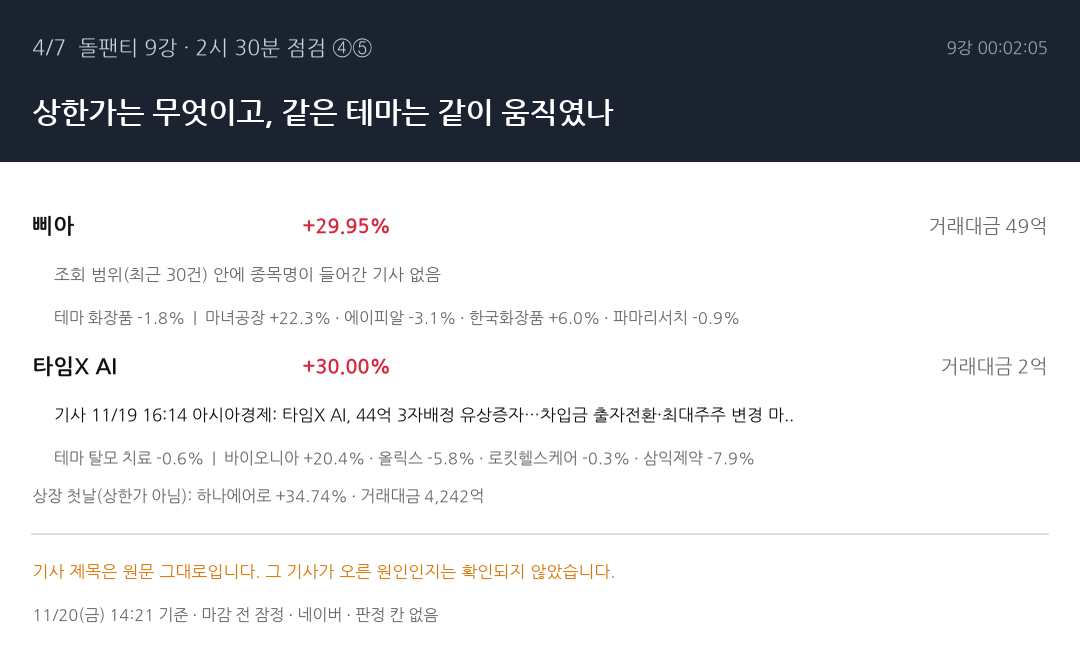 4/7 돌팬티 9강 · 2시 30분 점검 ④⑤
9강 00:02:05
상한가는 무엇이고, 같은 테마는 같이 움직였나
삐아 +29.95% 거래대금 49억
조회 범위(최근 30건) 안에 종목명이 들어간 기사 없음
테마 화장품 -1.8% | 마녀공장 +22.3% · 에이피알 -3.1% · 한국화장품 +6.0% · 파마리서치 -0.9%
타임X AI +30.00% 거래대금 2억
기사 11/19 16:14 아시아경제: 타임X AI, 44억 3자배정 유상증자…차입금 출자전환·최대주주 변경 마..
테마 탈모 치료 -0.6% | 바이오니아 +20.4% · 올릭스 -5.8% · 로킷헬스케어 -0.3% · 삼익제약 -7.9%
상장 첫날(상한가 아님): 하나에어로 +34.74% · 거래대금 4,242억
기사 제목은 원문 그대로입니다. 그 기사가 오른 원인인지는 확인되지 않았습니다.
11/20(금) 14:21 기준 · 마감 전 잠정 · 네이버 · 판정 칸 없음